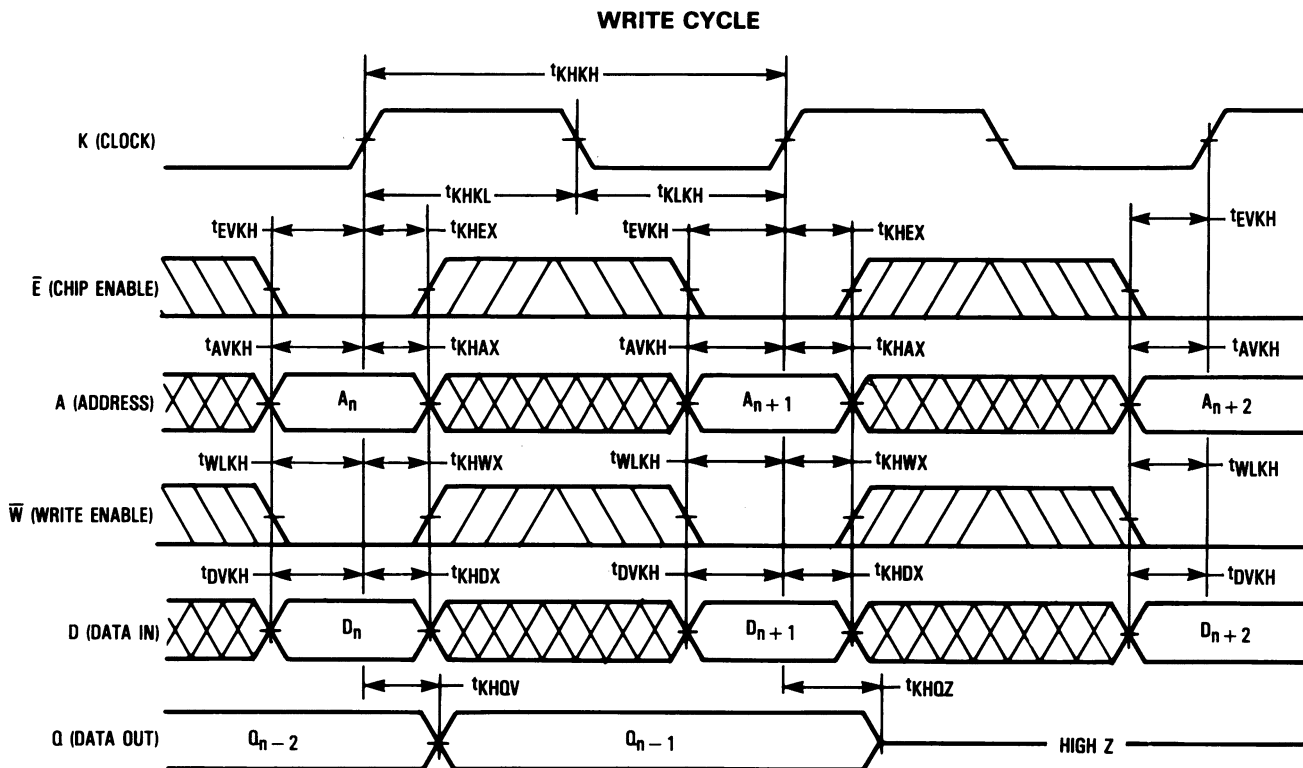 WRITE CYCLE
tKHKH
K (CLOCK)
tKHKL tKLKH
tEVKH tKHEX tEVKH tKHEX tEVKH
E̅ (CHIP ENABLE)
tAVKH tKHAX tAVKH tKHAX tAVKH
A (ADDRESS) An An + 1 An + 2
tWLKH tKHWX tWLKH tKHWX tWLKH
W̅ (WRITE ENABLE)
tDVKH tKHDX tDVKH tKHDX tDVKH
D (DATA IN) Dn Dn + 1 Dn + 2
tKHQV tKHQZ
Q (DATA OUT) Qn − 2 Qn − 1 HIGH Z